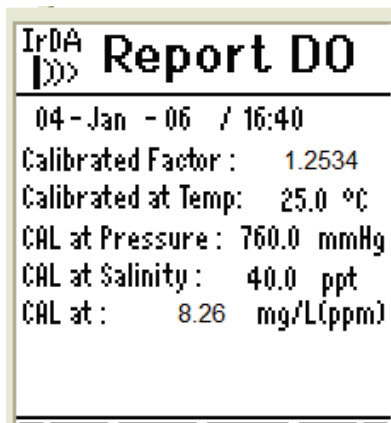 IrDA
Report DO
04-Jan - 06 / 16:40
Calibrated Factor : 1.2534
Calibrated at Temp: 25.0 ºC
CAL at Pressure : 760.0 mmHg
CAL at Salinity : 40.0 ppt
CAL at : 8.26 mg/L(ppm)